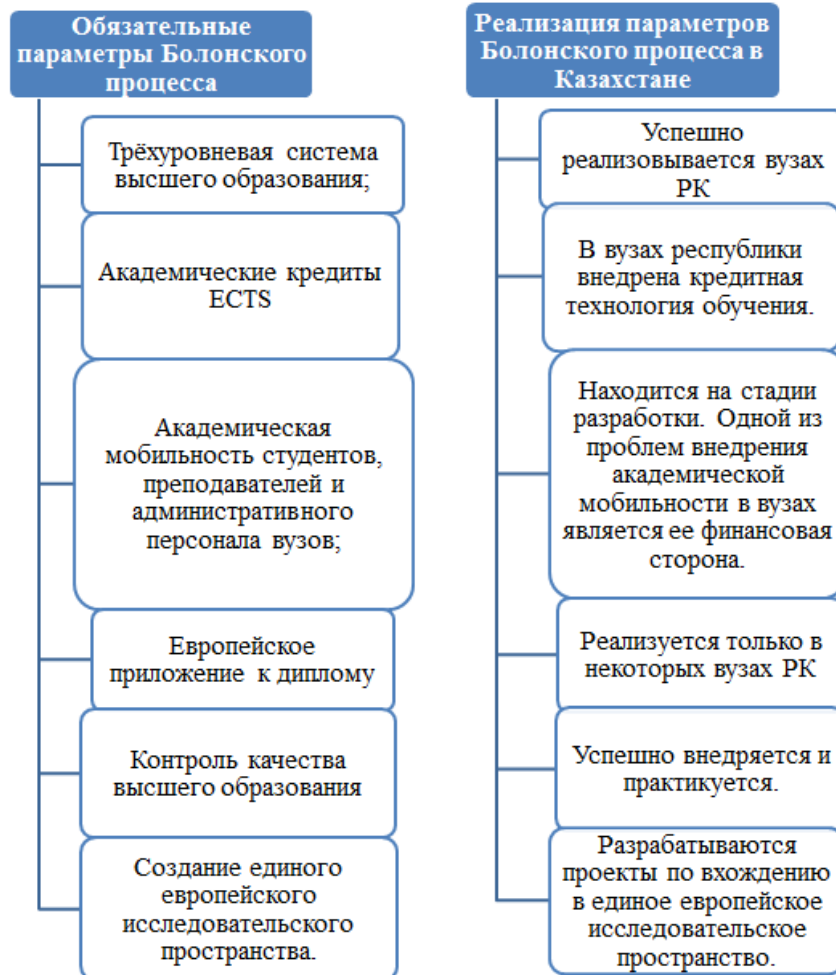 Обязательные
параметры Болонского
процесса
Трёхуровневая система
высшего образования;
Академические кредиты
ECTS
Академическая
мобильность студентов,
преподавателей и
административного
персонала вузов;
Европейское
приложение к диплому
Контроль качества
высшего образования
Создание единого
европейского
исследовательского
пространства.
Реализация параметров
Болонского процесса в
Казахстане
Успешно
реализовывается вузах
РК
В вузах республики
внедрена кредитная
технология обучения.
Находится на стадии
разработки. Одной из
проблем внедрения
академической
мобильности в вузах
является ее финансовая
сторона.
Реализуется только в
некоторых вузах РК
Успешно внедряется и
практикуется.
Разрабатываются
проекты по вхождению
в единое европейское
исследовательское
пространство.